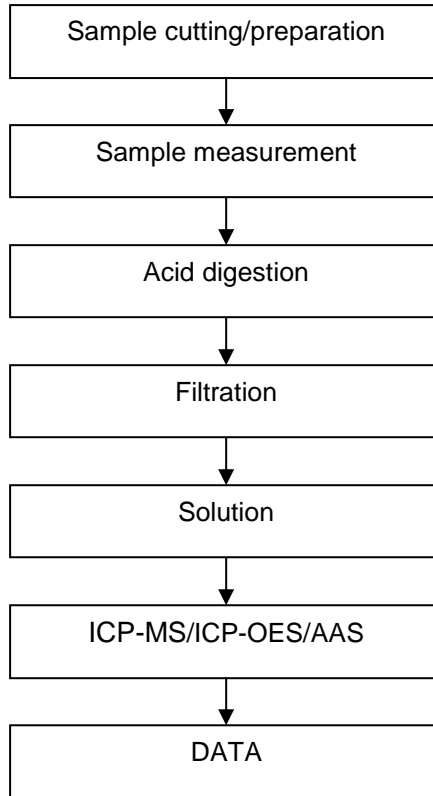 Sample cutting/preparation
Sample measurement
Acid digestion
Filtration
Solution
ICP-MS/ICP-OES/AAS
DATA